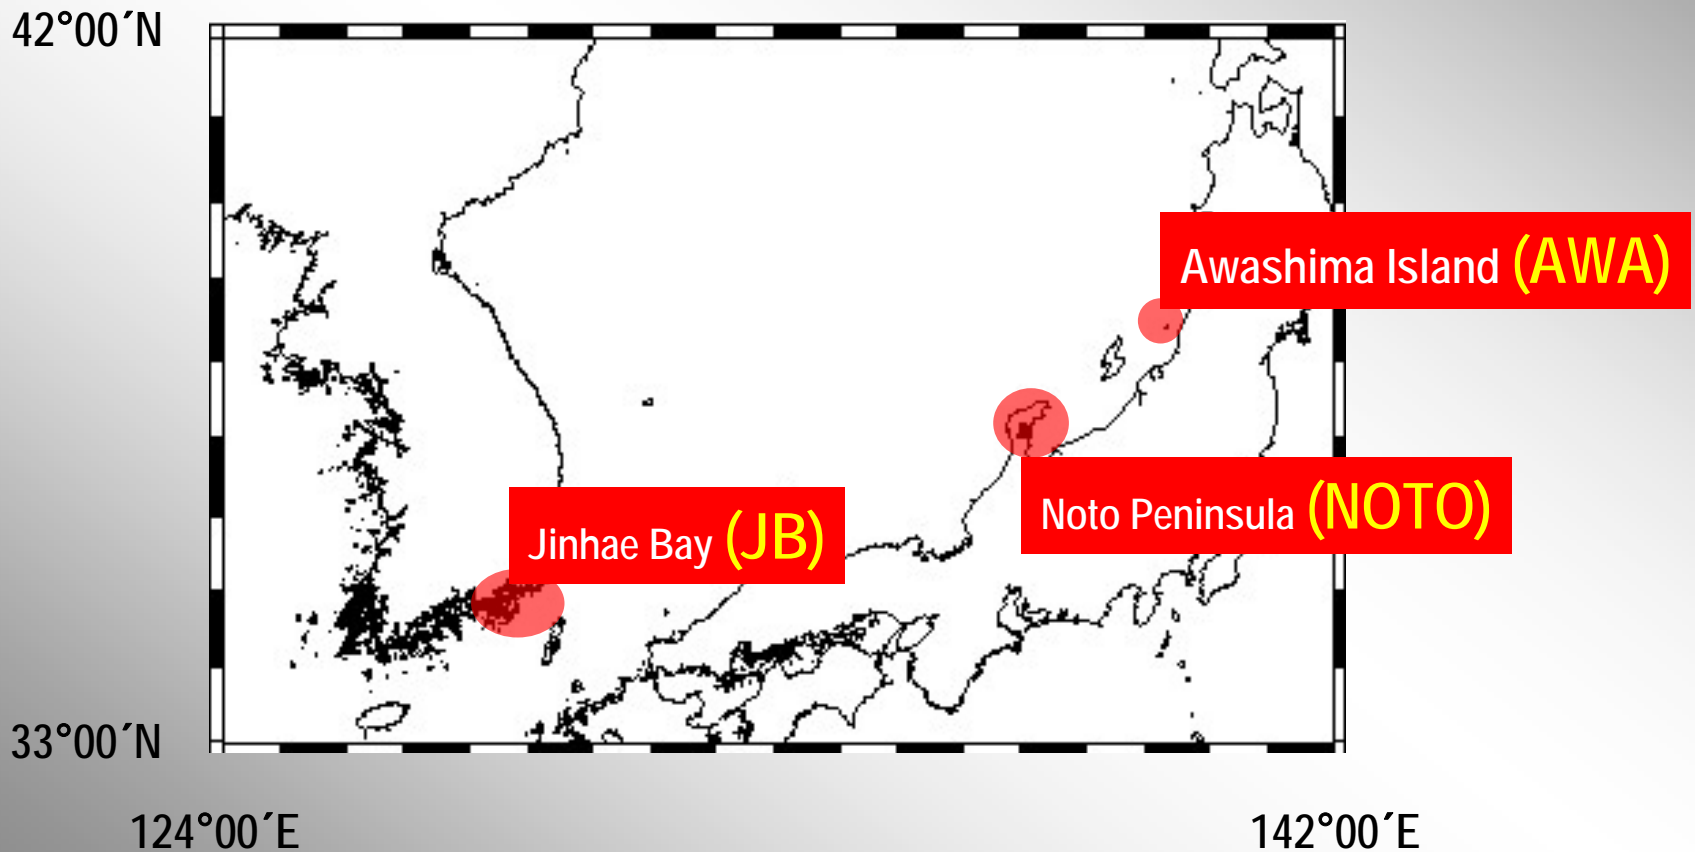 42°00´N
Awashima Island (AWA)
Noto Peninsula (NOTO)
Jinhae Bay (JB)
33°00´N
124°00´E
142°00´E